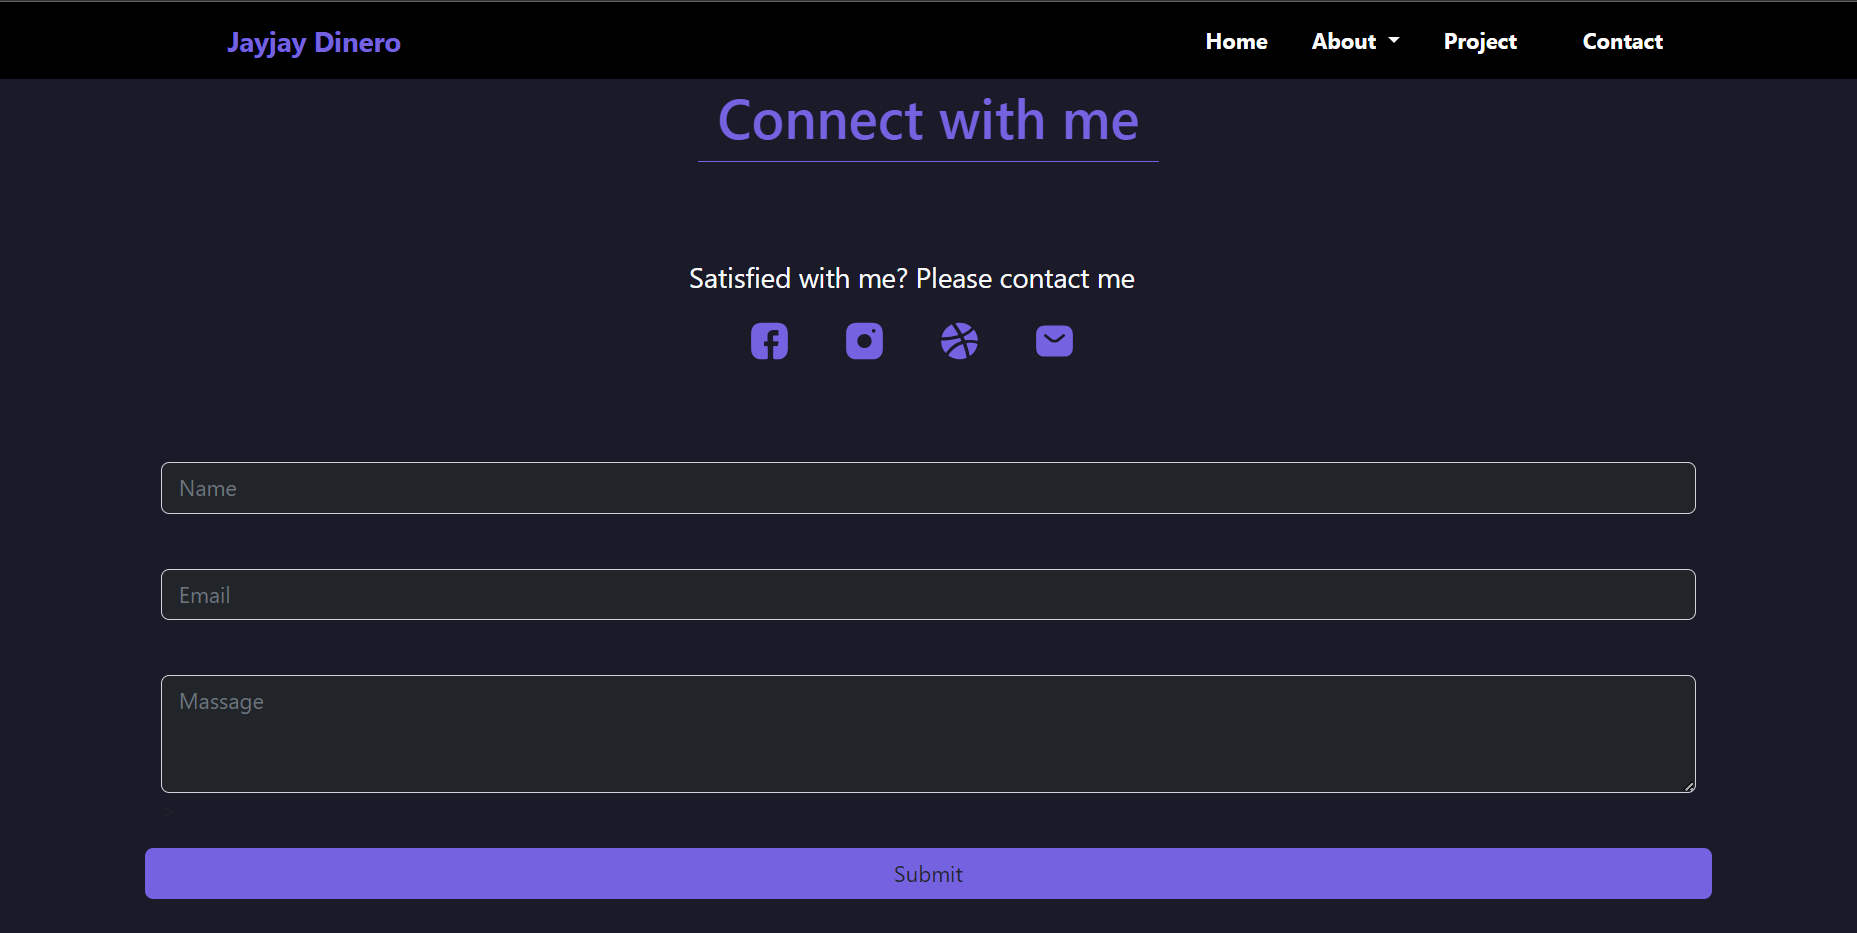 Jayjay Dinero Home About Project Contact
Connect with me
Satisfied with me? Please contact me
Name
Email
Massage
>
Submit